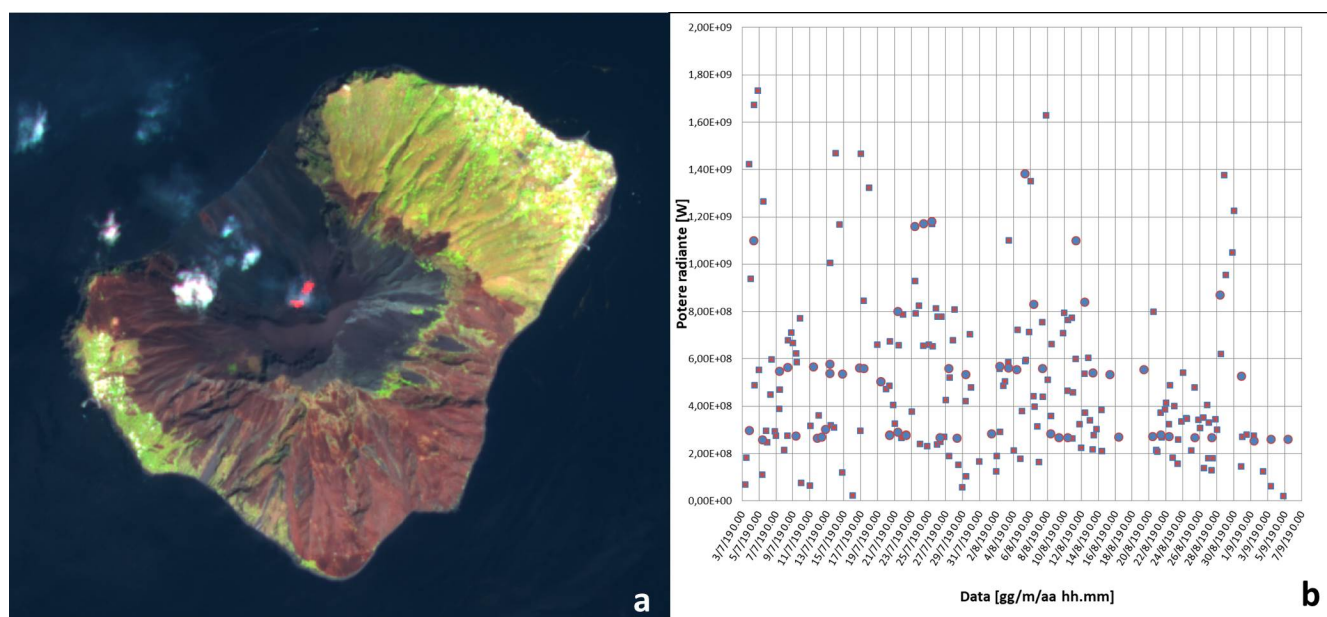 a
2,00E+09
1,80E+09
1,60E+09
1,40E+09
1,20E+09
1,00E+09
8,00E+08
6,00E+08
4,00E+08
2,00E+08
0,00E+00
Potere radiante [W]
3/7/19 0.00
5/7/19 0.00
7/7/19 0.00
9/7/19 0.00
11/7/19 0.00
13/7/19 0.00
15/7/19 0.00
17/7/19 0.00
19/7/19 0.00
21/7/19 0.00
23/7/19 0.00
25/7/19 0.00
27/7/19 0.00
29/7/19 0.00
31/7/19 0.00
2/8/19 0.00
4/8/19 0.00
6/8/19 0.00
8/8/19 0.00
10/8/19 0.00
12/8/19 0.00
14/8/19 0.00
16/8/19 0.00
18/8/19 0.00
20/8/19 0.00
22/8/19 0.00
24/8/19 0.00
26/8/19 0.00
28/8/19 0.00
30/8/19 0.00
1/9/19 0.00
3/9/19 0.00
5/9/19 0.00
7/9/19 0.00
Data [gg/m/aa hh.mm]
b